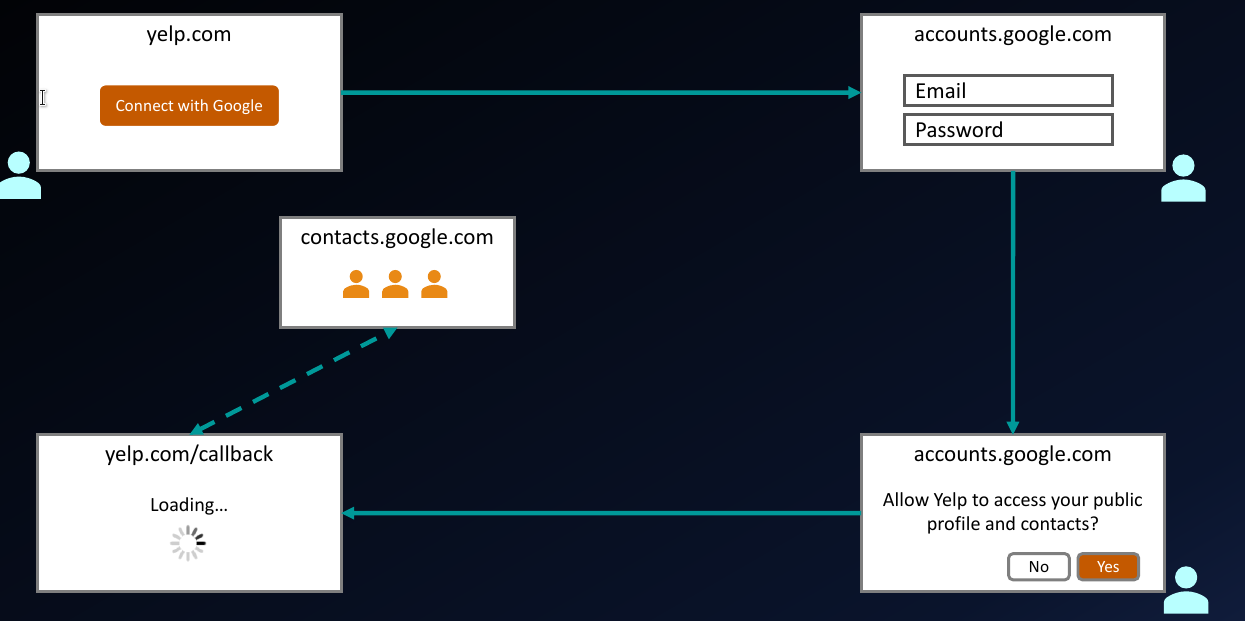 yelp.com
Connect with Google
accounts.google.com
Email
Password
contacts.google.com
yelp.com/callback
Loading...
accounts.google.com
Allow Yelp to access your public
profile and contacts?
No
Yes